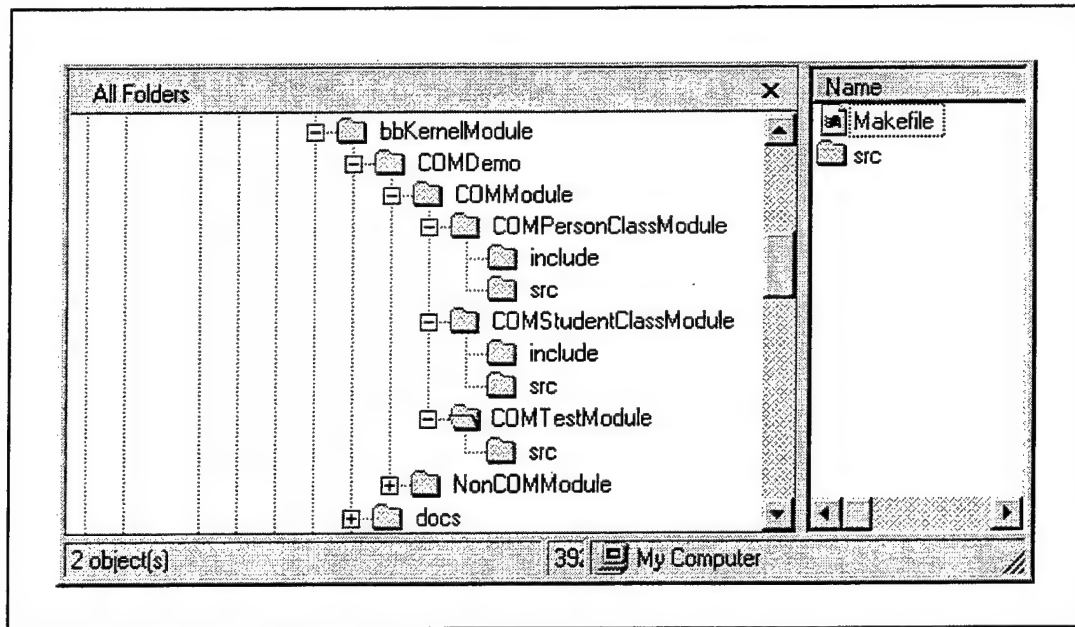 All Folders
bbKernelModule
COMDemo
COMModule
COMPersonClassModule
include
src
COMStudentClassModule
include
src
COMTestModule
src
NonCOMModule
docs
Name
Makefile
src
2 object(s)
My Computer